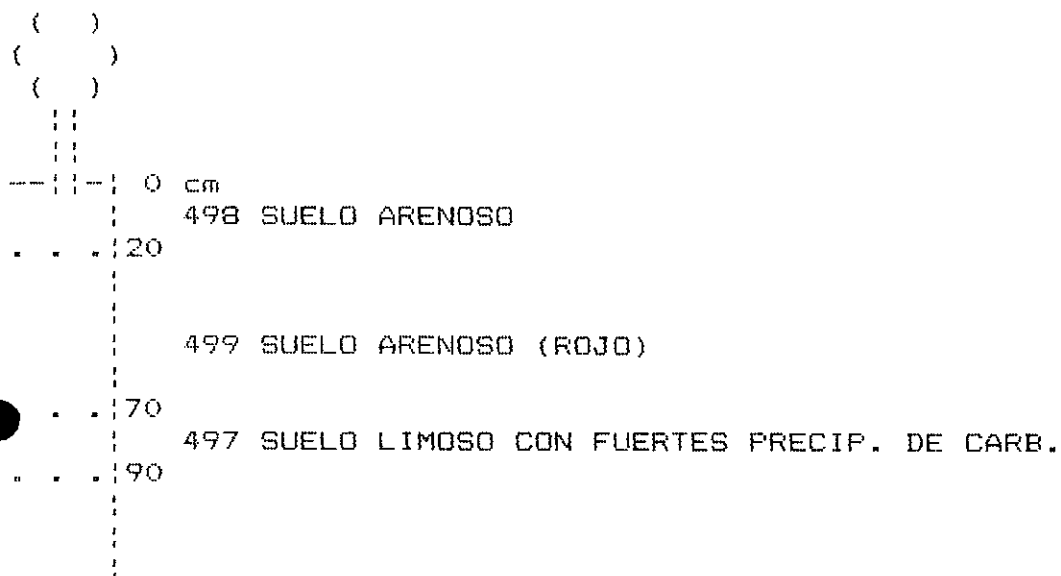 0 cm
498 SUELO ARENOSO
20
499 SUELO ARENOSO (ROJO)
70
497 SUELO LIMOSO CON FUERTES PRECIP. DE CARB.
90